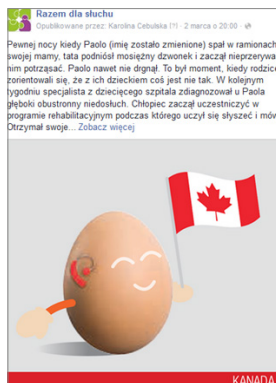 Razem dla słuchu
Opublikowane przez: Karolina Cebulska [?] · 2 marca o 20:00 ·
Pewnej nocy kiedy Paolo (imię zostało zmienione) spał w ramionach
swojej mamy, tata podniósł mosiężny dzwonek i zaczął nieprzerwa
nim potrząsać. Paolo nawet nie drgnął. To był moment, kiedy rodzice
zorientowali się, że z ich dzieckiem coś jest nie tak. W kolejnym
tygodniu specjalista z dziecięcego szpitala zdiagnozował u Paola
głęboki obustronny niedosłuch. Chłopiec zaczął uczestniczyć w
programie rehabilitacyjnym podczas którego uczył się słyszeć i mów
Otrzymał swoje... Zobacz więcej
KANADA